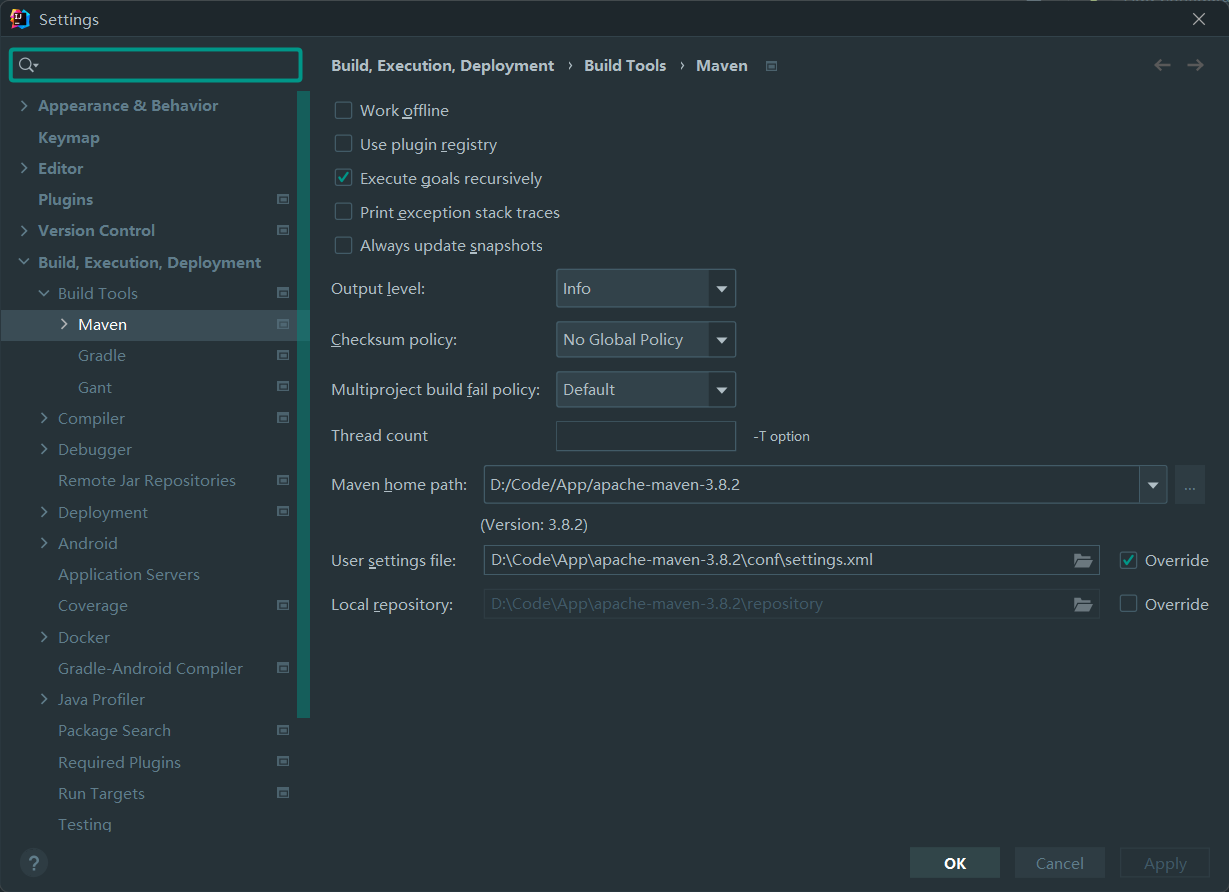 Settings
Build, Execution, Deployment › Build Tools › Maven
Appearance & Behavior
Keymap
Editor
Plugins
Version Control
Build, Execution, Deployment
Build Tools
Maven
Gradle
Gant
Compiler
Debugger
Remote Jar Repositories
Deployment
Android
Application Servers
Coverage
Docker
Gradle-Android Compiler
Java Profiler
Package Search
Required Plugins
Run Targets
Testing
Work offline
Use plugin registry
Execute goals recursively
Print exception stack traces
Always update snapshots
Output level: Info
Checksum policy: No Global Policy
Multiproject build fail policy: Default
Thread count -T option
Maven home path: D:/Code/App/apache-maven-3.8.2 ...
(Version: 3.8.2)
User settings file: D:\Code\App\apache-maven-3.8.2\conf\settings.xml Override
Local repository: D:\Code\App\apache-maven-3.8.2\repository Override
? OK Cancel Apply